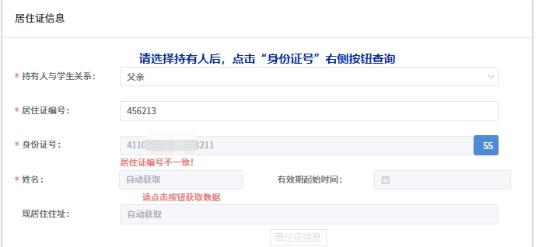 居住证信息
请选择持有人后，点击“身份证号”右侧按钮查询
* 持有人与学生关系： 父亲
* 居住证编号： 456213
* 身份证号： 4110 211 55
居住证编号不一致！
* 姓名： 自动获取 有效期起始时间：
请点击按钮获取数据
现居住住址： 自动获取
居住证信息